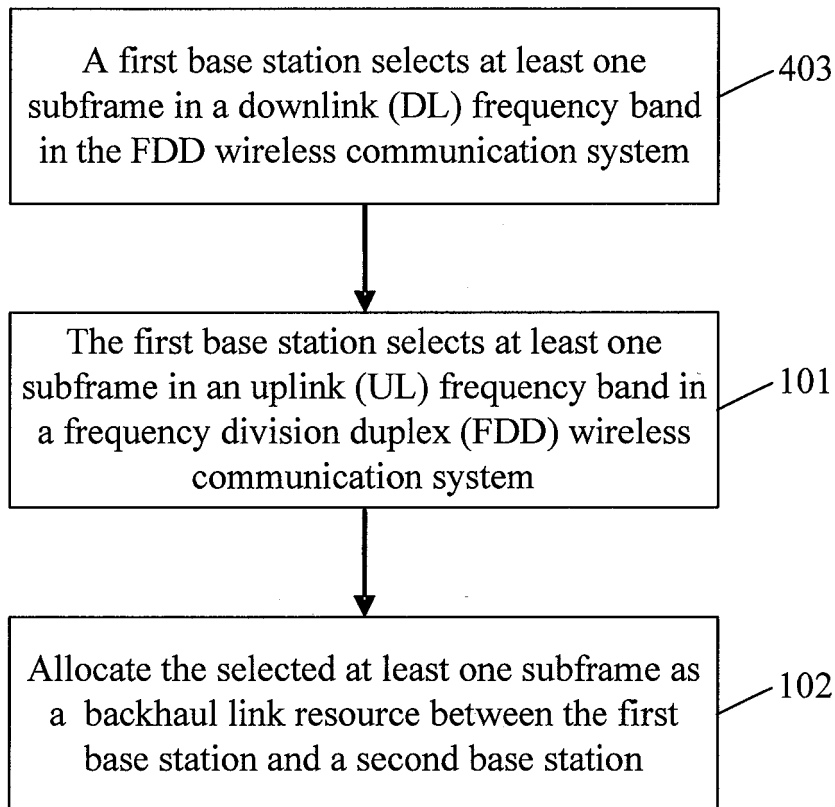 A first base station selects at least one
subframe in a downlink (DL) frequency band
in the FDD wireless communication system
403
The first base station selects at least one
subframe in an uplink (UL) frequency band in
a frequency division duplex (FDD) wireless
communication system
101
Allocate the selected at least one subframe as
a backhaul link resource between the first
base station and a second base station
102